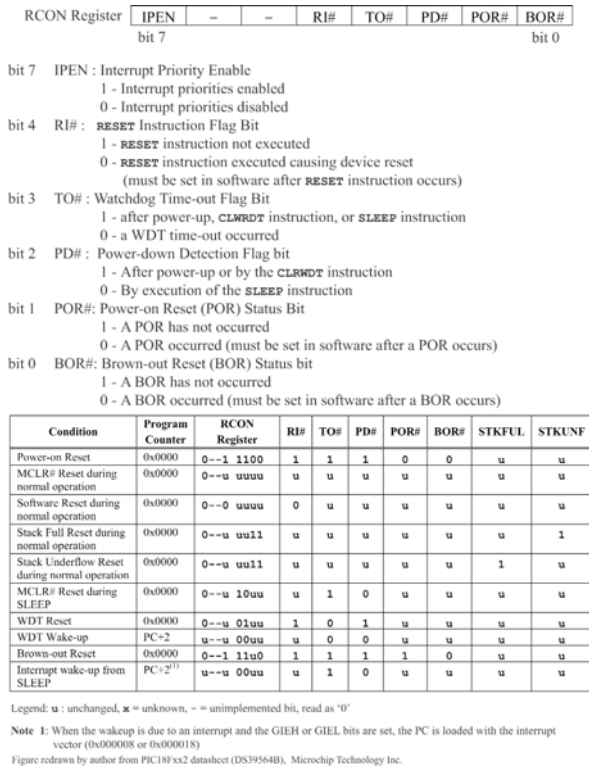 RCON Register IPEN – – RI# TO# PD# POR# BOR#
bit 7 bit 0
bit 7 IPEN : Interrupt Priority Enable
1 - Interrupt priorities enabled
0 - Interrupt priorities disabled
bit 4 RI# : RESET Instruction Flag Bit
1 - RESET instruction not executed
0 - RESET instruction executed causing device reset
(must be set in software after RESET instruction occurs)
bit 3 TO# : Watchdog Time-out Flag Bit
1 - after power-up, CLWRDT instruction, or SLEEP instruction
0 - a WDT time-out occurred
bit 2 PD# : Power-down Detection Flag bit
1 - After power-up or by the CLRWDT instruction
0 - By execution of the SLEEP instruction
bit 1 POR#: Power-on Reset (POR) Status Bit
1 - A POR has not occurred
0 - A POR occurred (must be set in software after a POR occurs)
bit 0 BOR#: Brown-out Reset (BOR) Status bit
1 - A BOR has not occurred
0 - A BOR occurred (must be set in software after a BOR occurs)
Condition Program Counter RCON Register RI# TO# PD# POR# BOR# STKFUL STKUNF
Power-on Reset 0x0000 0--1 1100 1 1 1 0 0 u u
MCLR# Reset during normal operation 0x0000 0--u uuuu u u u u u u u
Software Reset during normal operation 0x0000 0--0 uuuu 0 u u u u u u
Stack Full Reset during normal operation 0x0000 0--u uu11 u u u u u u 1
Stack Underflow Reset during normal operation 0x0000 0--u uu11 u u u u u 1 u
MCLR# Reset during SLEEP 0x0000 0--u 10uu u 1 0 u u u u
WDT Reset 0x0000 0--u 01uu 1 0 1 u u u u
WDT Wake-up PC+2 u--u 00uu u 0 0 u u u u
Brown-out Reset 0x0000 0--1 11u0 1 1 1 1 0 u u
Interrupt wake-up from SLEEP PC+2(1) u--u 00uu u 1 0 u u u u
Legend: u : unchanged, x = unknown, – = unimplemented bit, read as ‘0’
Note 1: When the wakeup is due to an interrupt and the GIEH or GIEL bits are set, the PC is loaded with the interrupt
vector (0x000008 or 0x000018)
Figure redrawn by author from PIC18Fxx2 datasheet (DS39564B), Microchip Technology Inc.